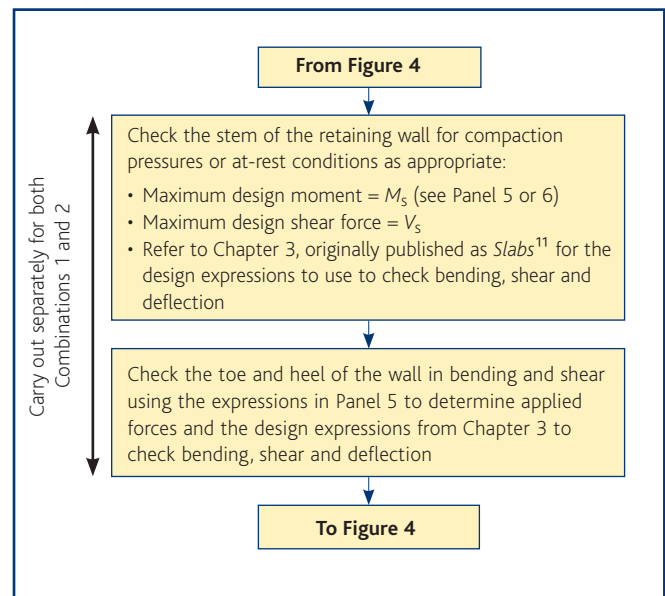 From Figure 4
Carry out separately for both
Combinations 1 and 2
Check the stem of the retaining wall for compaction
pressures or at-rest conditions as appropriate:
• Maximum design moment = Ms (see Panel 5 or 6)
• Maximum design shear force = Vs
• Refer to Chapter 3, originally published as Slabs11 for the
design expressions to use to check bending, shear and
deflection
Check the toe and heel of the wall in bending and shear
using the expressions in Panel 5 to determine applied
forces and the design expressions from Chapter 3 to
check bending, shear and deflection
To Figure 4